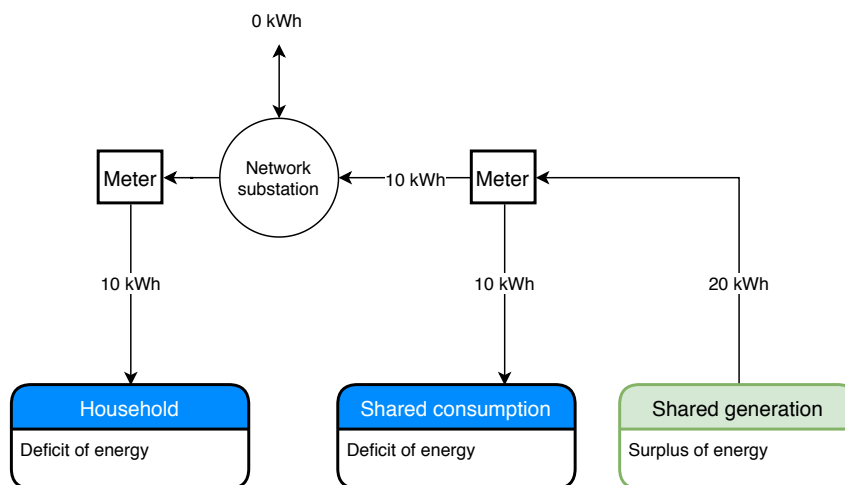 0 kWh
Network
substation
Meter
10 kWh
Meter
10 kWh
10 kWh
20 kWh
Household
Shared consumption
Shared generation
Deficit of energy
Deficit of energy
Surplus of energy